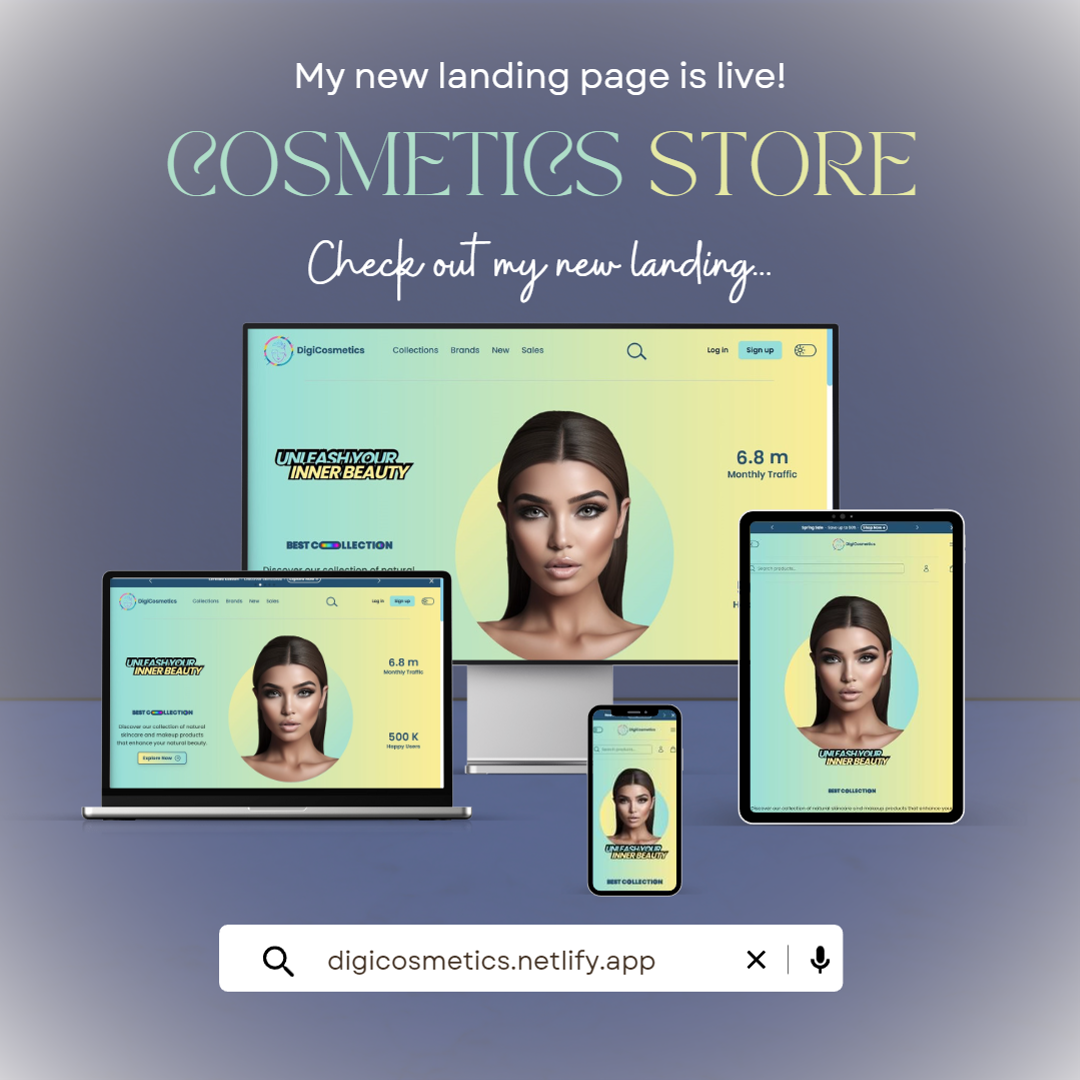 My new landing page is live!
COSMETICS STORE
Check out my new landing...
DigiCosmetics Collections Brands New Sales Log in Sign up
UNLEASH YOUR
INNER BEAUTY
6.8 m
Monthly Traffic
BEST COLLECTION
Discover our collection of natural
H
Explore Now
DigiCosmetics Collections Brands New Sales Log in Sign up
UNLEASH YOUR
INNER BEAUTY
6.8 m
Monthly Traffic
BEST COLLECTION
Discover our collection of natural
skincare and makeup products
that enhance your natural beauty.
Explore Now
500 K
Happy Users
Spring Sale - Save up to 50% - Shop Now
DigiCosmetics
Search products...
UNLEASH YOUR
INNER BEAUTY
BEST COLLECTION
Discover our collection of natural skincare and makeup products that enhance your
DigiCosmetics
Search products...
UNLEASH YOUR
INNER BEAUTY
BEST COLLECTION
digicosmetics.netlify.app